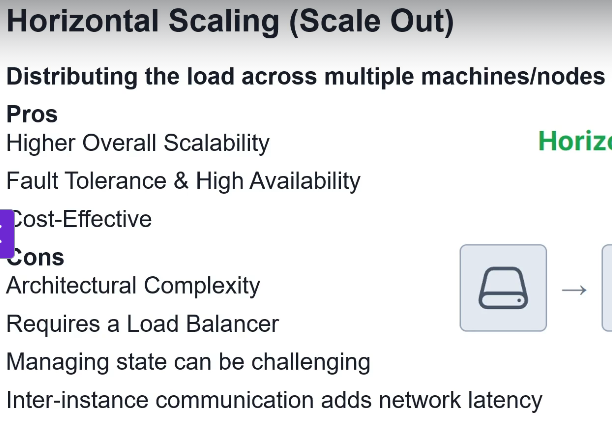 Horizontal Scaling (Scale Out)
Distributing the load across multiple machines/nodes
Pros
Higher Overall Scalability
Horiz
Fault Tolerance & High Availability
Cost-Effective
Cons
Architectural Complexity
Requires a Load Balancer
Managing state can be challenging
Inter-instance communication adds network latency